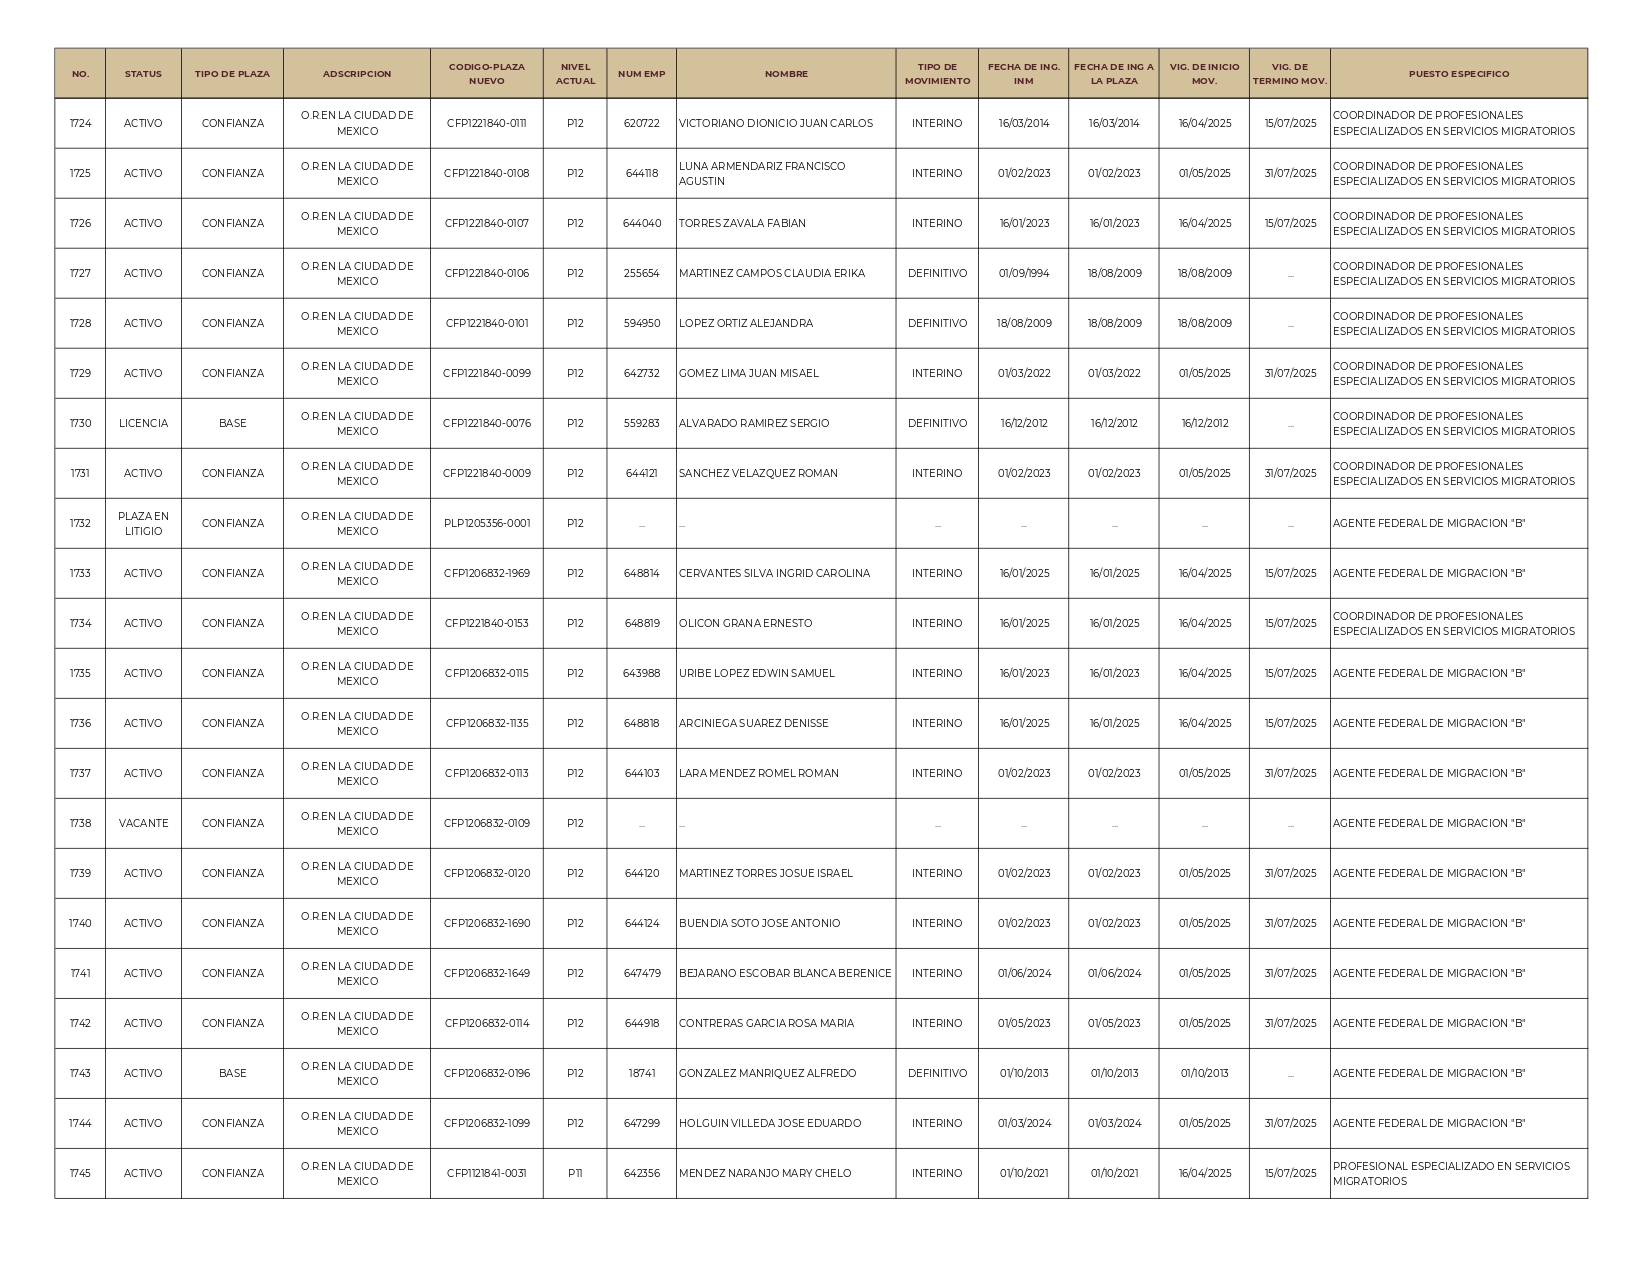 NO. STATUS TIPO DE PLAZA ADSCRIPCION CODIGO-PLAZA NUEVO NIVEL ACTUAL NUM EMP NOMBRE TIPO DE MOVIMIENTO FECHA DE ING. INM FECHA DE ING A LA PLAZA VIG. DE INICIO MOV. VIG. DE TERMINO MOV. PUESTO ESPECIFICO
1724 ACTIVO CONFIANZA O.R.EN LA CIUDAD DE MEXICO CFP1221840-0111 P12 620722 VICTORIANO DIONICIO JUAN CARLOS INTERINO 16/03/2014 16/03/2014 16/04/2025 15/07/2025 COORDINADOR DE PROFESIONALES ESPECIALIZADOS EN SERVICIOS MIGRATORIOS
1725 ACTIVO CONFIANZA O.R.EN LA CIUDAD DE MEXICO CFP1221840-0108 P12 644118 LUNA ARMENDARIZ FRANCISCO AGUSTIN INTERINO 01/02/2023 01/02/2023 01/05/2025 31/07/2025 COORDINADOR DE PROFESIONALES ESPECIALIZADOS EN SERVICIOS MIGRATORIOS
1726 ACTIVO CONFIANZA O.R.EN LA CIUDAD DE MEXICO CFP1221840-0107 P12 644040 TORRES ZAVALA FABIAN INTERINO 16/01/2023 16/01/2023 16/04/2025 15/07/2025 COORDINADOR DE PROFESIONALES ESPECIALIZADOS EN SERVICIOS MIGRATORIOS
1727 ACTIVO CONFIANZA O.R.EN LA CIUDAD DE MEXICO CFP1221840-0106 P12 255654 MARTINEZ CAMPOS CLAUDIA ERIKA DEFINITIVO 01/09/1994 18/08/2009 18/08/2009 ... COORDINADOR DE PROFESIONALES ESPECIALIZADOS EN SERVICIOS MIGRATORIOS
1728 ACTIVO CONFIANZA O.R.EN LA CIUDAD DE MEXICO CFP1221840-0101 P12 594950 LOPEZ ORTIZ ALEJANDRA DEFINITIVO 18/08/2009 18/08/2009 18/08/2009 ... COORDINADOR DE PROFESIONALES ESPECIALIZADOS EN SERVICIOS MIGRATORIOS
1729 ACTIVO CONFIANZA O.R.EN LA CIUDAD DE MEXICO CFP1221840-0099 P12 642732 GOMEZ LIMA JUAN MISAEL INTERINO 01/03/2022 01/03/2022 01/05/2025 31/07/2025 COORDINADOR DE PROFESIONALES ESPECIALIZADOS EN SERVICIOS MIGRATORIOS
1730 LICENCIA BASE O.R.EN LA CIUDAD DE MEXICO CFP1221840-0076 P12 559283 ALVARADO RAMIREZ SERGIO DEFINITIVO 16/12/2012 16/12/2012 16/12/2012 ... COORDINADOR DE PROFESIONALES ESPECIALIZADOS EN SERVICIOS MIGRATORIOS
1731 ACTIVO CONFIANZA O.R.EN LA CIUDAD DE MEXICO CFP1221840-0009 P12 644121 SANCHEZ VELAZQUEZ ROMAN INTERINO 01/02/2023 01/02/2023 01/05/2025 31/07/2025 COORDINADOR DE PROFESIONALES ESPECIALIZADOS EN SERVICIOS MIGRATORIOS
1732 PLAZA EN LITIGIO CONFIANZA O.R.EN LA CIUDAD DE MEXICO PLP1205356-0001 P12 ... ... ... ... ... ... ... AGENTE FEDERAL DE MIGRACION "B"
1733 ACTIVO CONFIANZA O.R.EN LA CIUDAD DE MEXICO CFP1206832-1969 P12 648814 CERVANTES SILVA INGRID CAROLINA INTERINO 16/01/2025 16/01/2025 16/04/2025 15/07/2025 AGENTE FEDERAL DE MIGRACION "B"
1734 ACTIVO CONFIANZA O.R.EN LA CIUDAD DE MEXICO CFP1221840-0153 P12 648819 OLICON GRANA ERNESTO INTERINO 16/01/2025 16/01/2025 16/04/2025 15/07/2025 COORDINADOR DE PROFESIONALES ESPECIALIZADOS EN SERVICIOS MIGRATORIOS
1735 ACTIVO CONFIANZA O.R.EN LA CIUDAD DE MEXICO CFP1206832-0115 P12 643988 URIBE LOPEZ EDWIN SAMUEL INTERINO 16/01/2023 16/01/2023 16/04/2025 15/07/2025 AGENTE FEDERAL DE MIGRACION "B"
1736 ACTIVO CONFIANZA O.R.EN LA CIUDAD DE MEXICO CFP1206832-1135 P12 648818 ARCINIEGA SUAREZ DENISSE INTERINO 16/01/2025 16/01/2025 16/04/2025 15/07/2025 AGENTE FEDERAL DE MIGRACION "B"
1737 ACTIVO CONFIANZA O.R.EN LA CIUDAD DE MEXICO CFP1206832-0113 P12 644103 LARA MENDEZ ROMEL ROMAN INTERINO 01/02/2023 01/02/2023 01/05/2025 31/07/2025 AGENTE FEDERAL DE MIGRACION "B"
1738 VACANTE CONFIANZA O.R.EN LA CIUDAD DE MEXICO CFP1206832-0109 P12 ... ... ... ... ... ... ... AGENTE FEDERAL DE MIGRACION "B"
1739 ACTIVO CONFIANZA O.R.EN LA CIUDAD DE MEXICO CFP1206832-0120 P12 644120 MARTINEZ TORRES JOSUE ISRAEL INTERINO 01/02/2023 01/02/2023 01/05/2025 31/07/2025 AGENTE FEDERAL DE MIGRACION "B"
1740 ACTIVO CONFIANZA O.R.EN LA CIUDAD DE MEXICO CFP1206832-1690 P12 644124 BUENDIA SOTO JOSE ANTONIO INTERINO 01/02/2023 01/02/2023 01/05/2025 31/07/2025 AGENTE FEDERAL DE MIGRACION "B"
1741 ACTIVO CONFIANZA O.R.EN LA CIUDAD DE MEXICO CFP1206832-1649 P12 647479 BEJARANO ESCOBAR BLANCA BERENICE INTERINO 01/06/2024 01/06/2024 01/05/2025 31/07/2025 AGENTE FEDERAL DE MIGRACION "B"
1742 ACTIVO CONFIANZA O.R.EN LA CIUDAD DE MEXICO CFP1206832-0114 P12 644918 CONTRERAS GARCIA ROSA MARIA INTERINO 01/05/2023 01/05/2023 01/05/2025 31/07/2025 AGENTE FEDERAL DE MIGRACION "B"
1743 ACTIVO BASE O.R.EN LA CIUDAD DE MEXICO CFP1206832-0196 P12 18741 GONZALEZ MANRIQUEZ ALFREDO DEFINITIVO 01/10/2013 01/10/2013 01/10/2013 ... AGENTE FEDERAL DE MIGRACION "B"
1744 ACTIVO CONFIANZA O.R.EN LA CIUDAD DE MEXICO CFP1206832-1099 P12 647299 HOLGUIN VILLEDA JOSE EDUARDO INTERINO 01/03/2024 01/03/2024 01/05/2025 31/07/2025 AGENTE FEDERAL DE MIGRACION "B"
1745 ACTIVO CONFIANZA O.R.EN LA CIUDAD DE MEXICO CFP1121841-0031 P11 642356 MENDEZ NARANJO MARY CHELO INTERINO 01/10/2021 01/10/2021 16/04/2025 15/07/2025 PROFESIONAL ESPECIALIZADO EN SERVICIOS MIGRATORIOS